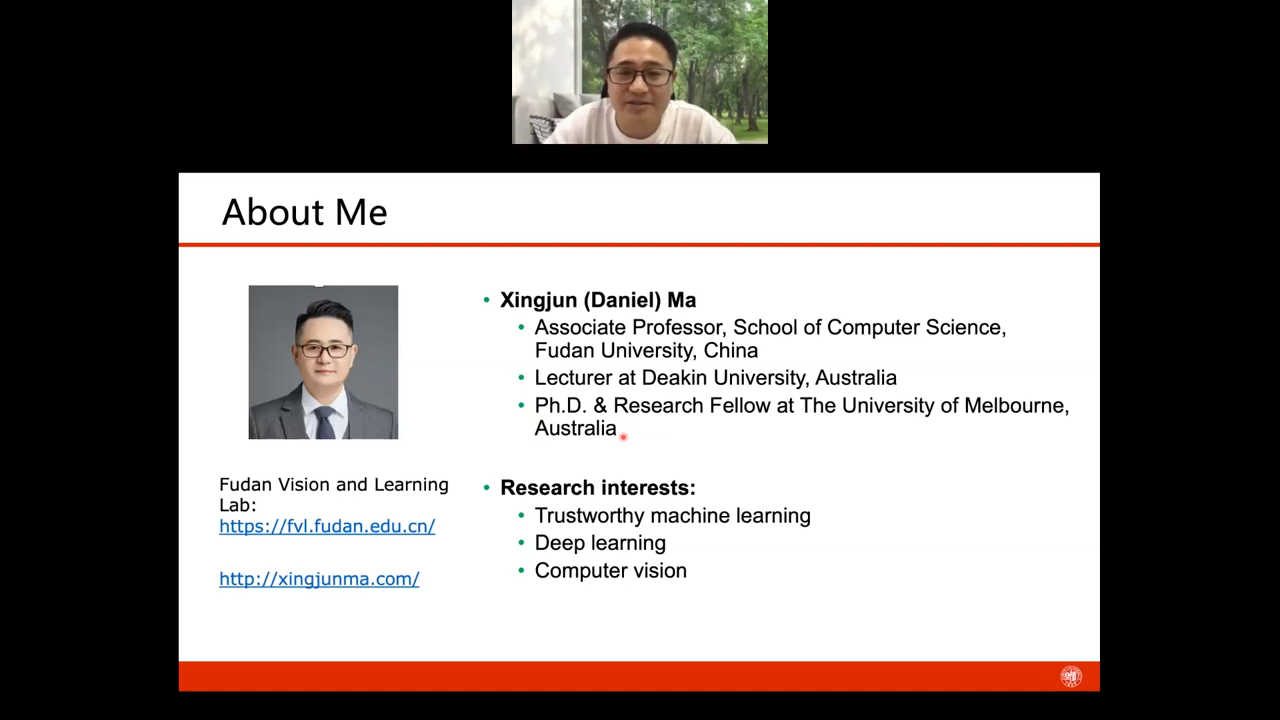 About Me
Xingjun (Daniel) Ma
Associate Professor, School of Computer Science,
Fudan University, China
Lecturer at Deakin University, Australia
Ph.D. & Research Fellow at The University of Melbourne,
Australia
Research interests:
Trustworthy machine learning
Deep learning
Computer vision
Fudan Vision and Learning
Lab:
https://fvl.fudan.edu.cn/
http://xingjunma.com/